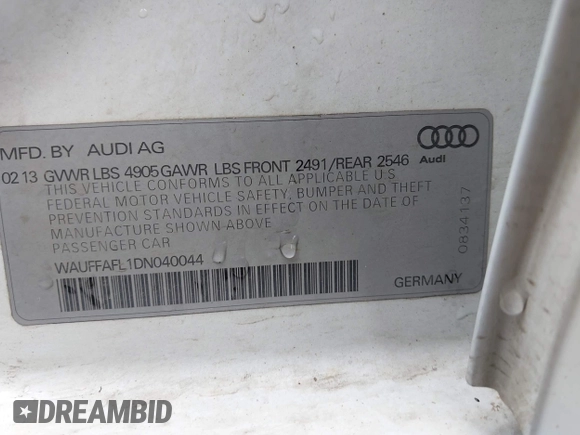 MFD. BY AUDI AG
02 13 GVWR LBS 4905 GAWR LBS FRONT 2491/REAR 2546
THIS VEHICLE CONFORMS TO ALL APPLICABLE U.S
FEDERAL MOTOR VEHICLE SAFETY, BUMPER AND THEFT
PREVENTION STANDARDS IN EFFECT ON THE DATE OF
MANUFACTURE SHOWN ABOVE
PASSENGER CAR
WAUFFAFL1DN040044
GERMANY
Audi
0834137
DREAMBID